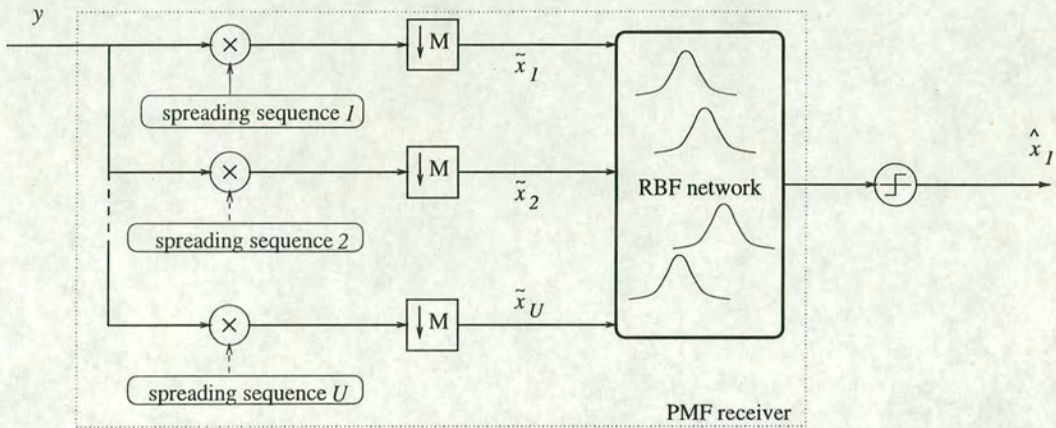 y
M
x̃ 1
spreading sequence 1
M
x̃ 2
spreading sequence 2
RBF network
x̂ 1
M
x̃ U
spreading sequence U
PMF receiver